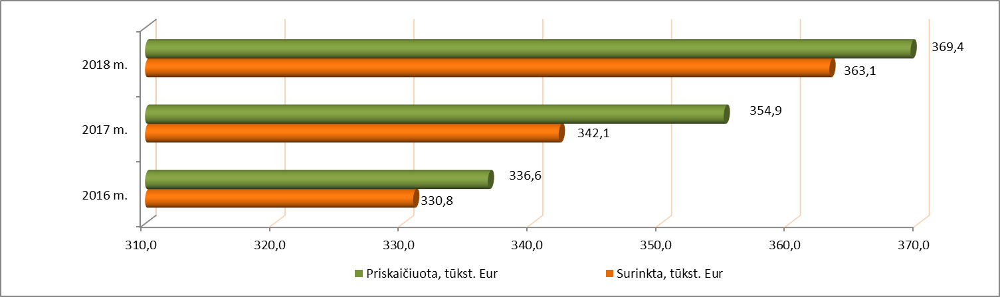 369,4
2018 m.
363,1
354,9
2017 m.
342,1
336,6
2016 m.
330,8
310,0 320,0 330,0 340,0 350,0 360,0 370,0
Priskaičiuota, tūkst. Eur Surinkta, tūkst. Eur